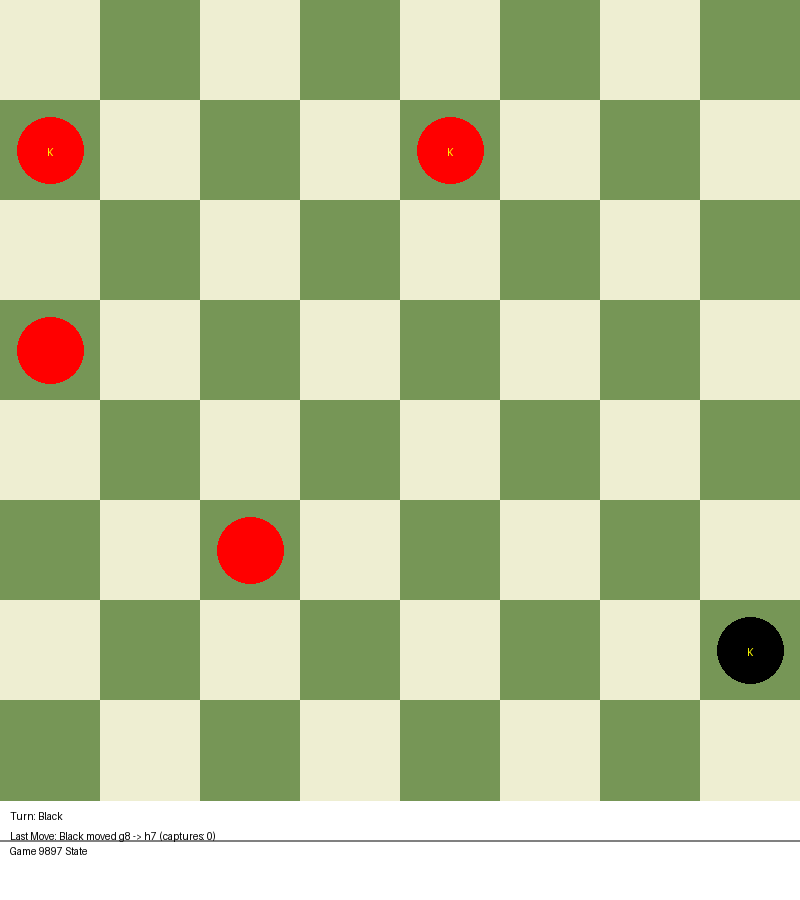 K
K
K
Turn: Black
Last Move: Black moved g8 -> h7 (captures: 0)
Game 9897 State